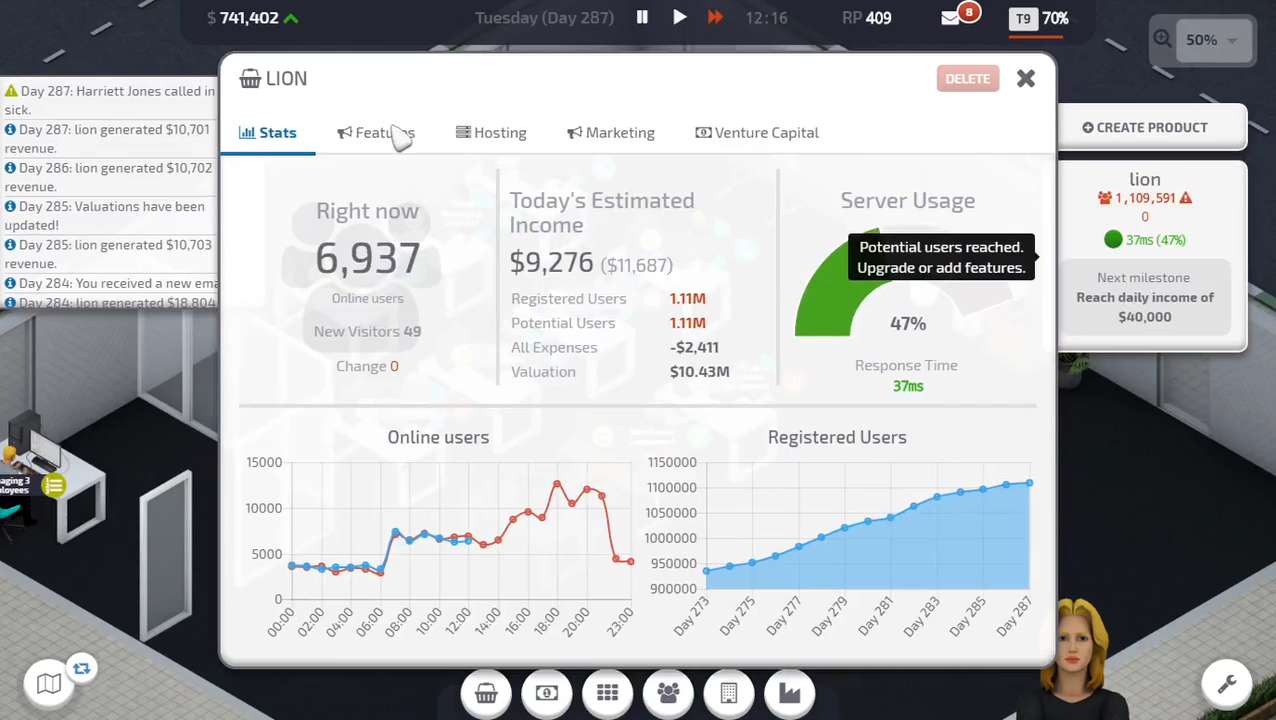 $ 741,402
Tuesday (Day 287)
12:16
RP 409
8
T9 70%
50%
Day 287: Harriett Jones called in
sick.
Day 287: lion generated $10,701
revenue.
Day 286: lion generated $10,702
revenue.
Day 285: Valuations have been
updated!
Day 285: lion generated $10,703
revenue.
Day 284: You received a new ema
Day 284: lion generated $18,804
LION
DELETE
Stats
Features
Hosting
Marketing
Venture Capital
Right now
6,937
Online users
New Visitors 49
Change 0
Today's Estimated
Income
$9,276 ($11,687)
Registered Users 1.11M
Potential Users 1.11M
All Expenses -$2,411
Valuation $10.43M
Server Usage
Potential users reached.
Upgrade or add features.
47%
Response Time
37ms
Online users
15000
10000
5000
0
00:00
02:00
04:00
06:00
08:00
10:00
12:00
14:00
16:00
18:00
20:00
23:00
Registered Users
1150000
1100000
1050000
1000000
950000
900000
Day 273
Day 275
Day 277
Day 279
Day 281
Day 283
Day 285
Day 287
CREATE PRODUCT
lion
1,109,591
0
37ms (47%)
Next milestone
Reach daily income of
$40,000
aging 3
ployees